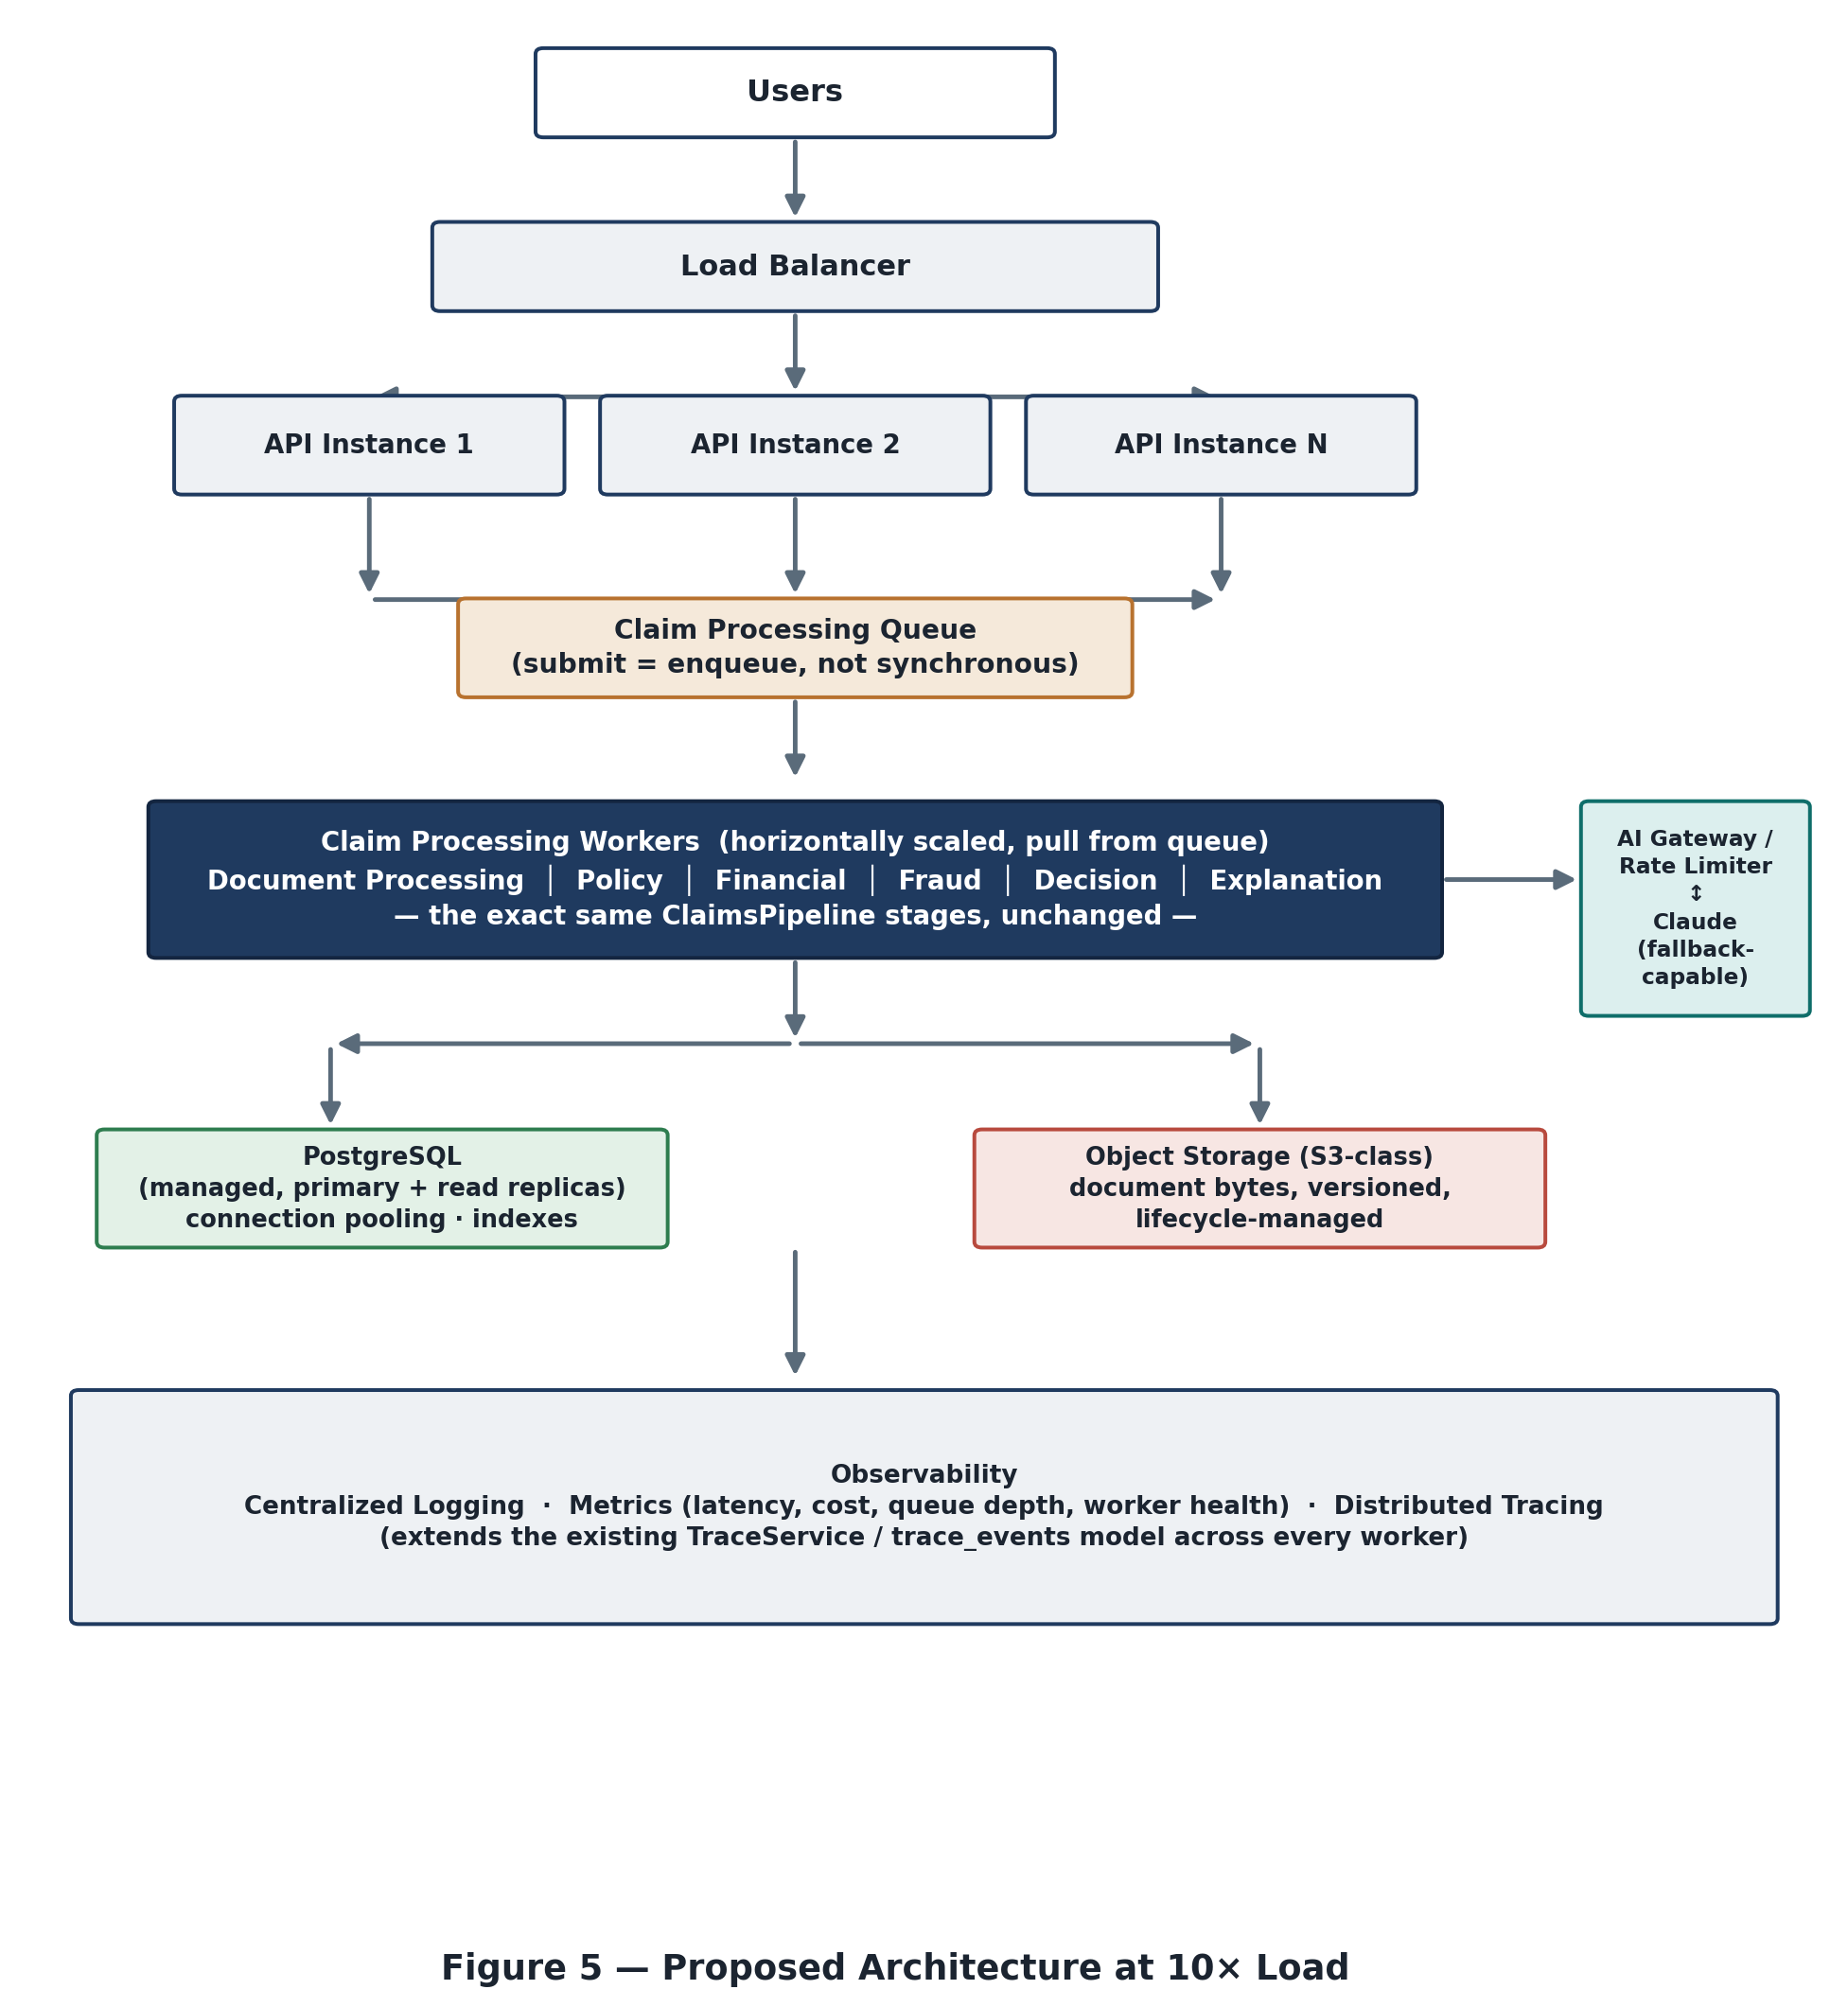 Users
Load Balancer
API Instance 1
API Instance 2
API Instance N
Claim Processing Queue
(submit = enqueue, not synchronous)
Claim Processing Workers (horizontally scaled, pull from queue)
Document Processing │ Policy │ Financial │ Fraud │ Decision │ Explanation
— the exact same ClaimsPipeline stages, unchanged —
AI Gateway /
Rate Limiter
↕
Claude
(fallback-
capable)
PostgreSQL
(managed, primary + read replicas)
connection pooling · indexes
Object Storage (S3-class)
document bytes, versioned,
lifecycle-managed
Observability
Centralized Logging · Metrics (latency, cost, queue depth, worker health) · Distributed Tracing
(extends the existing TraceService / trace_events model across every worker)
Figure 5 — Proposed Architecture at 10× Load